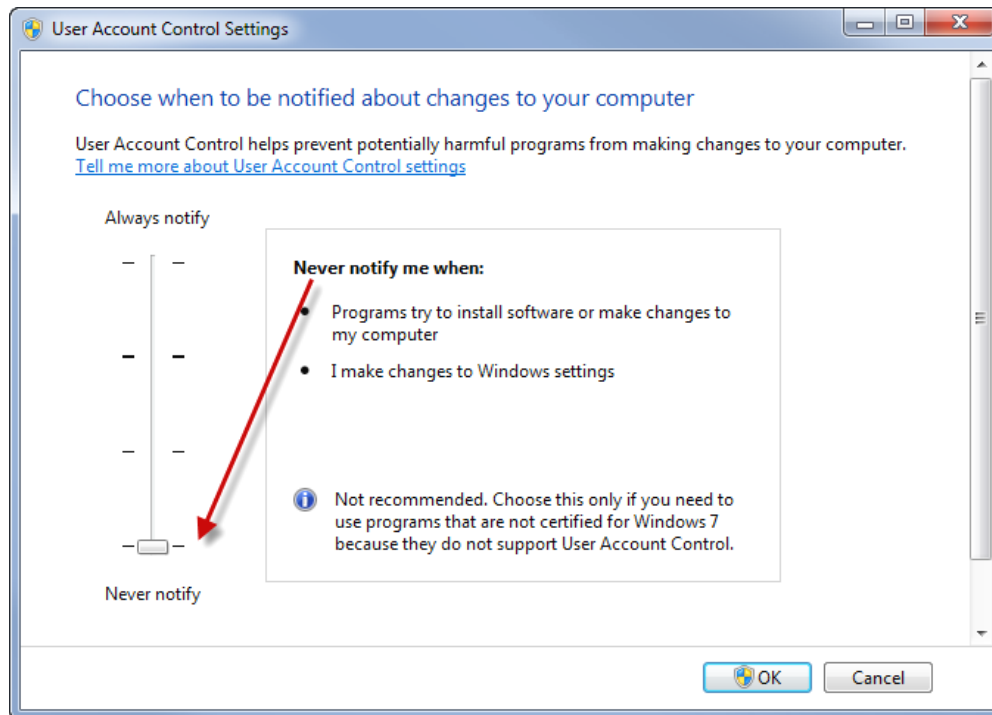 User Account Control Settings
Choose when to be notified about changes to your computer
User Account Control helps prevent potentially harmful programs from making changes to your computer.
Tell me more about User Account Control settings
Always notify
Never notify me when:
Programs try to install software or make changes to
my computer
I make changes to Windows settings
Not recommended. Choose this only if you need to
use programs that are not certified for Windows 7
because they do not support User Account Control.
Never notify
OK
Cancel